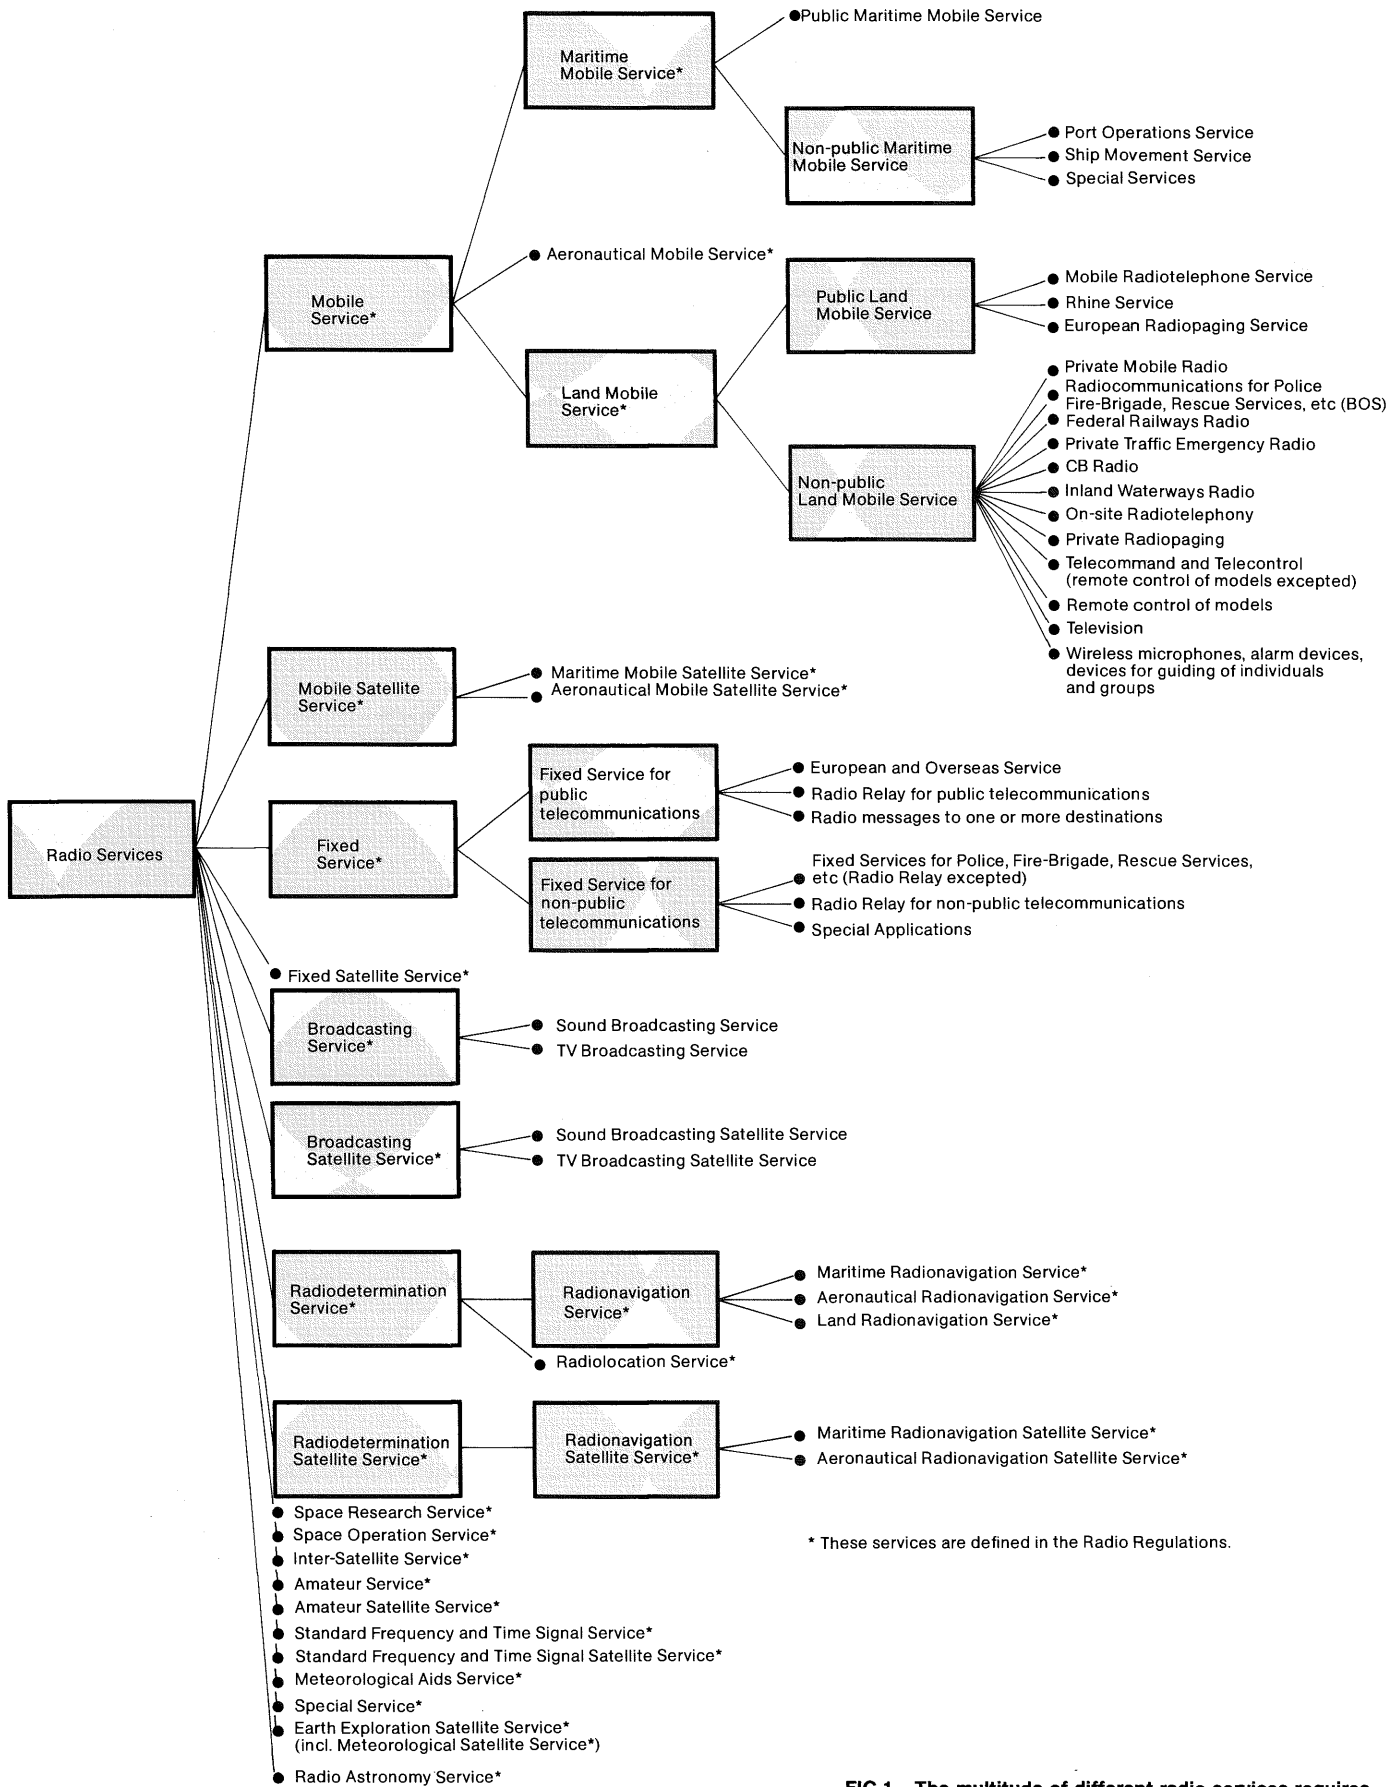 Public Maritime Mobile Service
Maritime
Mobile Service*
Non-public Maritime
Mobile Service
Port Operations Service
Ship Movement Service
Special Services
Aeronautical Mobile Service*
Mobile
Service*
Public Land
Mobile Service
Mobile Radiotelephone Service
Rhine Service
European Radiopaging Service
Land Mobile
Service*
Private Mobile Radio
Radiocommunications for Police
Fire-Brigade, Rescue Services, etc (BOS)
Federal Railways Radio
Private Traffic Emergency Radio
CB Radio
Inland Waterways Radio
On-site Radiotelephony
Private Radiopaging
Telecommand and Telecontrol
(remote control of models excepted)
Remote control of models
Television
Wireless microphones, alarm devices,
devices for guiding of individuals
and groups
Non-public
Land Mobile Service
Mobile Satellite
Service*
Maritime Mobile Satellite Service*
Aeronautical Mobile Satellite Service*
Radio Services
Fixed
Service*
Fixed Service for
public
telecommunications
European and Overseas Service
Radio Relay for public telecommunications
Radio messages to one or more destinations
Fixed Service for
non-public
telecommunications
Fixed Services for Police, Fire-Brigade, Rescue Services,
etc (Radio Relay excepted)
Radio Relay for non-public telecommunications
Special Applications
Fixed Satellite Service*
Broadcasting
Service*
Sound Broadcasting Service
TV Broadcasting Service
Broadcasting
Satellite Service*
Sound Broadcasting Satellite Service
TV Broadcasting Satellite Service
Radiodetermination
Service*
Radionavigation
Service*
Maritime Radionavigation Service*
Aeronautical Radionavigation Service*
Land Radionavigation Service*
Radiolocation Service*
Radiodetermination
Satellite Service*
Radionavigation
Satellite Service*
Maritime Radionavigation Satellite Service*
Aeronautical Radionavigation Satellite Service*
Space Research Service*
Space Operation Service*
Inter-Satellite Service*
Amateur Service*
Amateur Satellite Service*
Standard Frequency and Time Signal Service*
Standard Frequency and Time Signal Satellite Service*
Meteorological Aids Service*
Special Service*
Earth Exploration Satellite Service*
(incl. Meteorological Satellite Service*)
Radio Astronomy Service*
* These services are defined in the Radio Regulations.
FIG 1 The multitude of different radio services requires